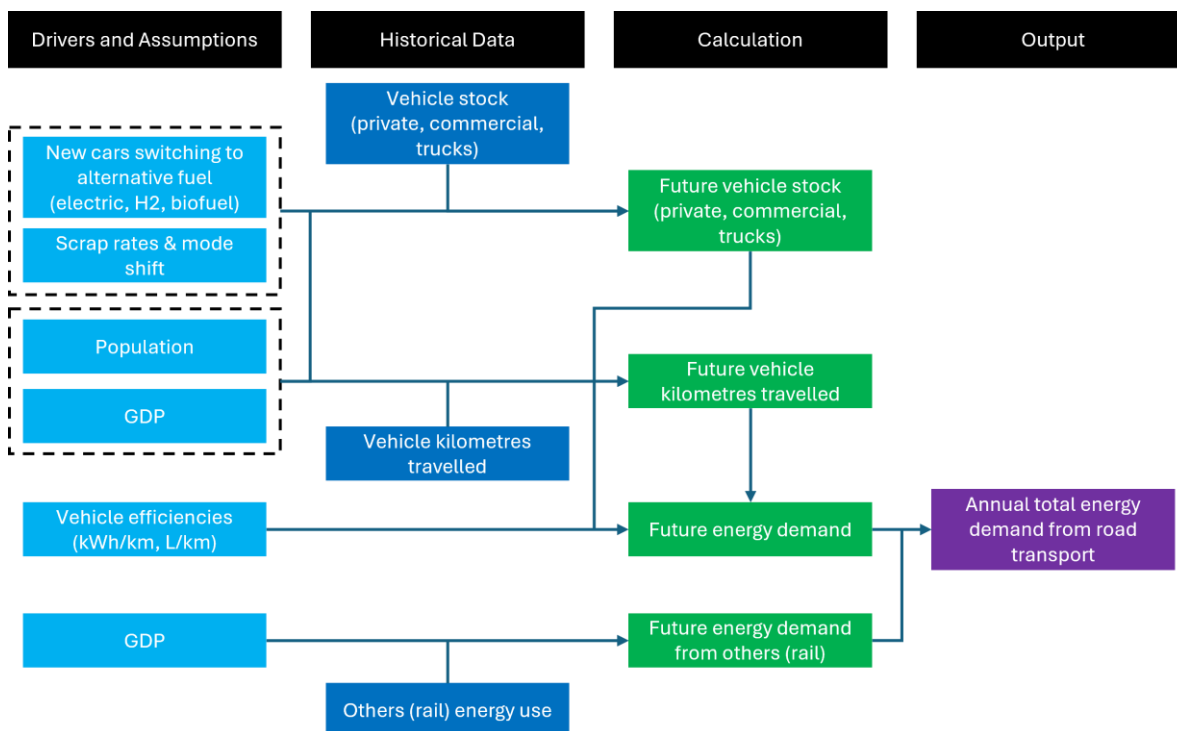 Drivers and Assumptions
Historical Data
Calculation
Output
Vehicle stock
(private, commercial,
trucks)
New cars switching to
alternative fuel
(electric, H2, biofuel)
Scrap rates & mode
shift
Future vehicle stock
(private, commercial,
trucks)
Population
GDP
Future vehicle
kilometres travelled
Vehicle kilometres
travelled
Vehicle efficiencies
(kWh/km, L/km)
Future energy demand
Annual total energy
demand from road
transport
GDP
Future energy demand
from others (rail)
Others (rail) energy use